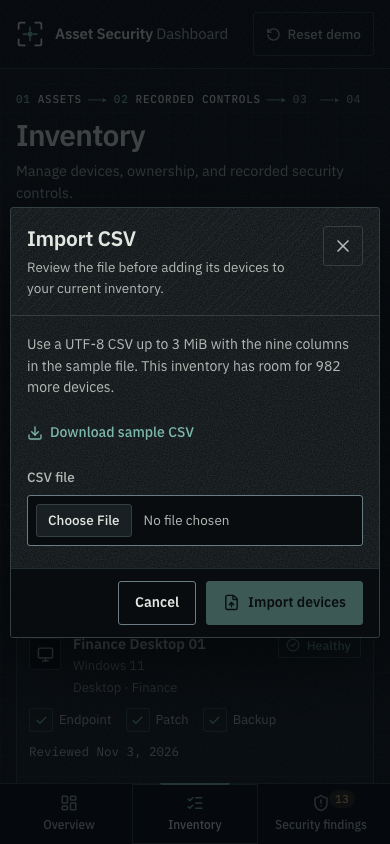 Asset Security Dashboard
Reset demo
01 ASSETS → 02 RECORDED CONTROLS → 03 → 04
Inventory
Manage devices, ownership, and recorded security
controls.
Import CSV
Review the file before adding its devices to
your current inventory.
Use a UTF-8 CSV up to 3 MiB with the nine columns
in the sample file. This inventory has room for 982
more devices.
Download sample CSV
CSV file
Choose File No file chosen
Cancel
Import devices
Finance Desktop 01
Healthy
Windows 11
Desktop · Finance
Endpoint Patch Backup
Reviewed Nov 3, 2026
13
Overview Inventory Security findings